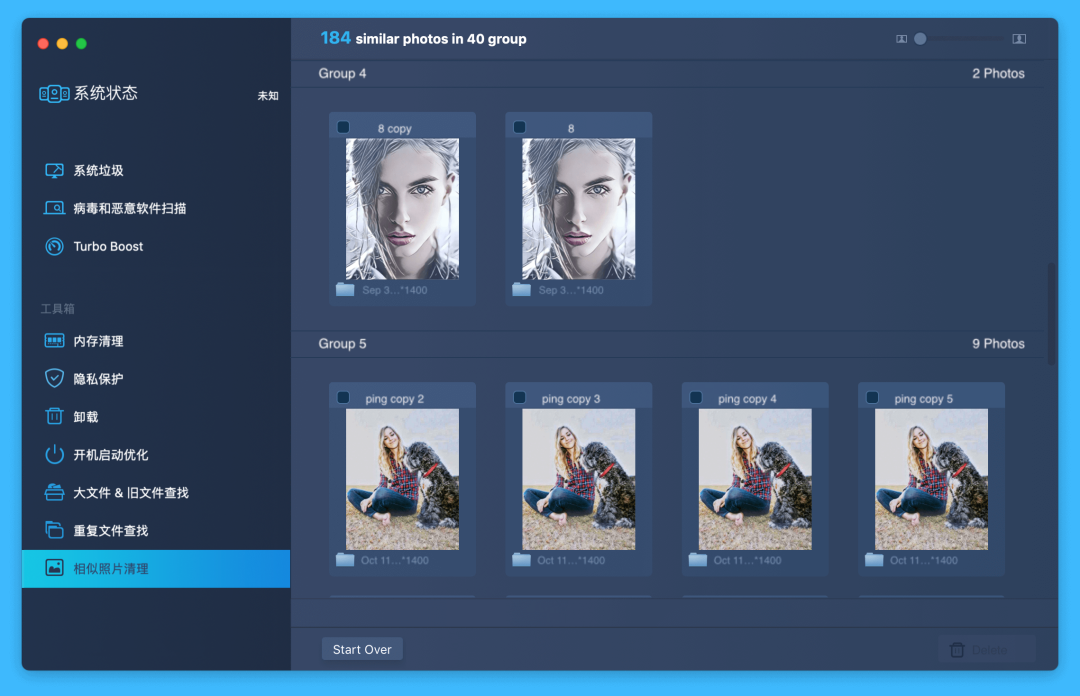 184 similar photos in 40 group
系统状态
未知
系统垃圾
病毒和恶意软件扫描
Turbo Boost
工具箱
内存清理
隐私保护
卸载
开机启动优化
大文件 & 旧文件查找
重复文件查找
相似照片清理
Group 4
2 Photos
8 copy
8
Sep 3...*1400
Sep 3...*1400
Group 5
9 Photos
ping copy 2
ping copy 3
ping copy 4
ping copy 5
Oct 11...*1400
Oct 11...*1400
Oct 11...*1400
Oct 11...*1400
Start Over
Delete